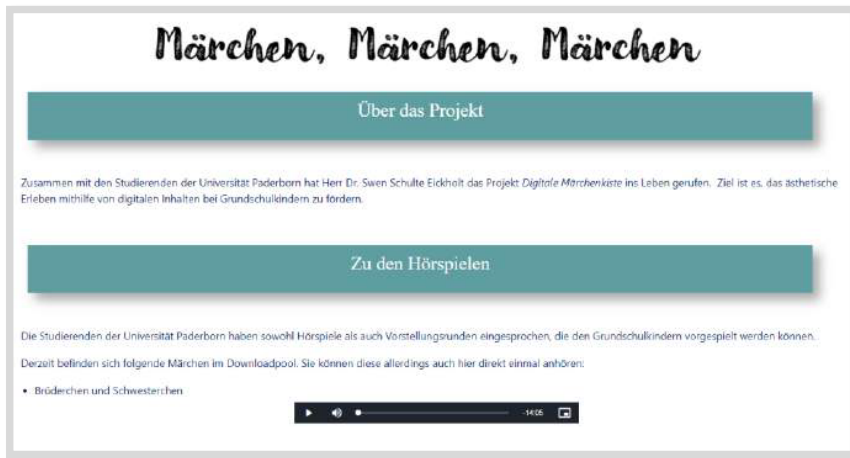 Märchen, Märchen, Märchen
Über das Projekt
Zusammen mit den Studierenden der Universität Paderborn hat Herr Dr. Swen Schulte Eickholt das Projekt Digitale Märchenkiste ins Leben gerufen. Ziel ist es, das ästhetische
Erleben mithilfe von digitalen Inhalten bei Grundschulkindern zu fördern.
Zu den Hörspielen
Die Studierenden der Universität Paderborn haben sowohl Hörspiele als auch Vorstellungsrunden eingesprochen, die den Grundschulkindern vorgespielt werden können.
Derzeit befinden sich folgende Märchen im Downloadpool. Sie können diese allerdings auch hier direkt einmal anhören:
• Brüderchen und Schwesterchen
-14:05